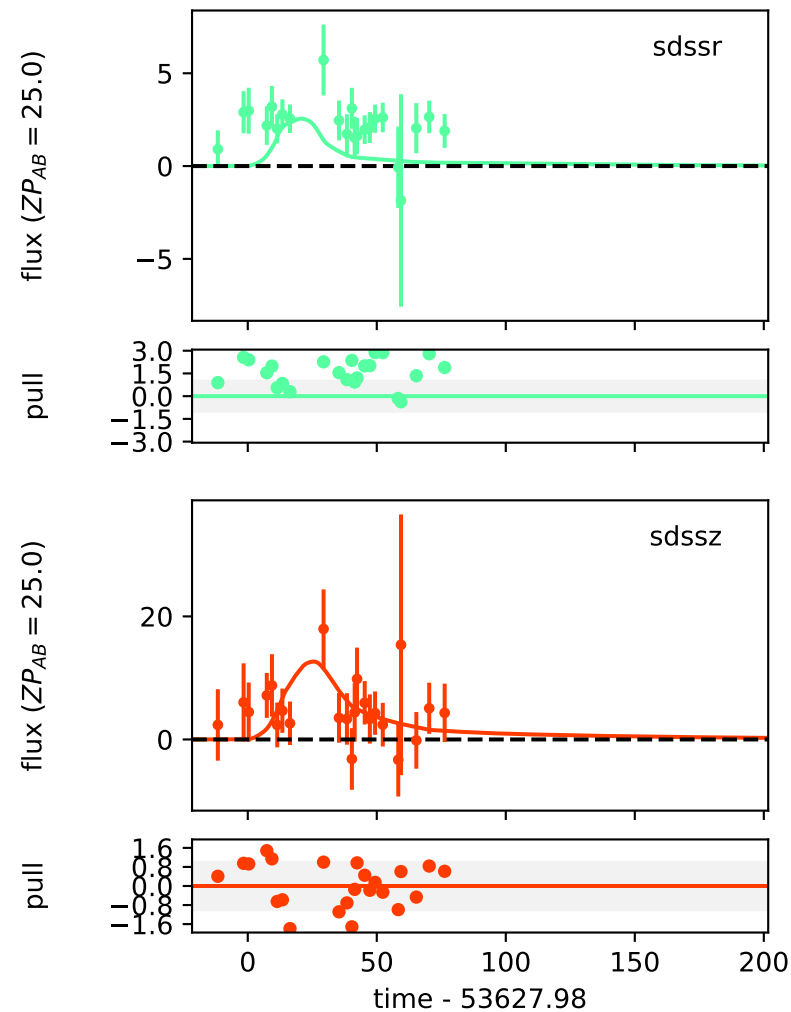 sdssr
flux (ZP_AB = 25.0)
5
0
−5
pull
3.0
1.5
0.0
−1.5
−3.0
sdssz
flux (ZP_AB = 25.0)
20
0
pull
1.6
0.8
0.0
−0.8
−1.6
0 50 100 150 200
time - 53627.98